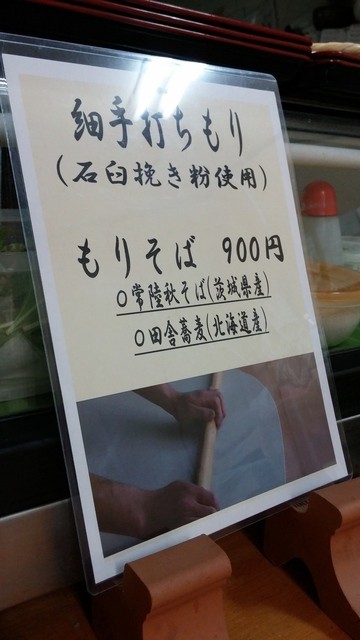 細手打ちもり
(石臼挽き粉使用)
もりそば 900円
○常陸秋そば(茨城県産)
○田舎蕎麦(北海道産)